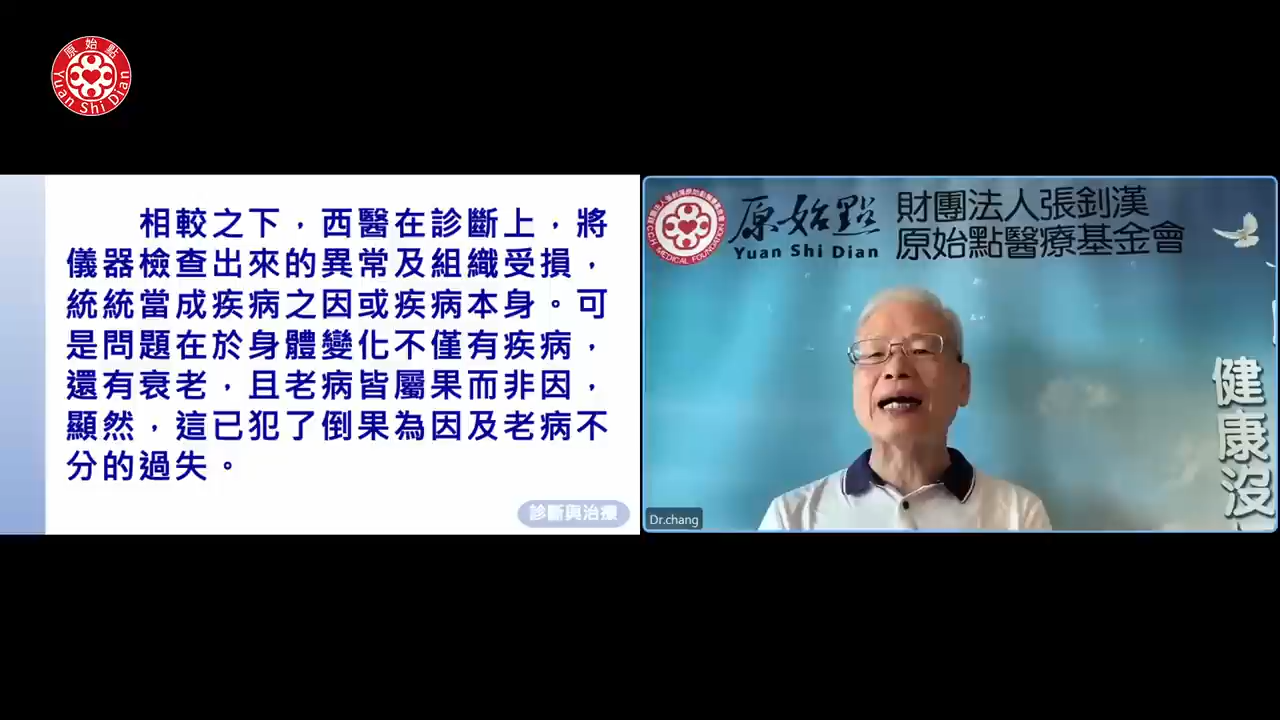 原始點
Yuan Shi Dian
相較之下，西醫在診斷上，將
儀器檢查出來的異常及組織受損，
統統當成疾病之因或疾病本身。可
是問題在於身體變化不僅有疾病，
還有衰老，且老病皆屬果而非因，
顯然，這已犯了倒果為因及老病不
分的過失。
診斷與治療
原始點
Yuan Shi Dian
財團法人張釗漢
原始點醫療基金會
健康沒
Dr.chang